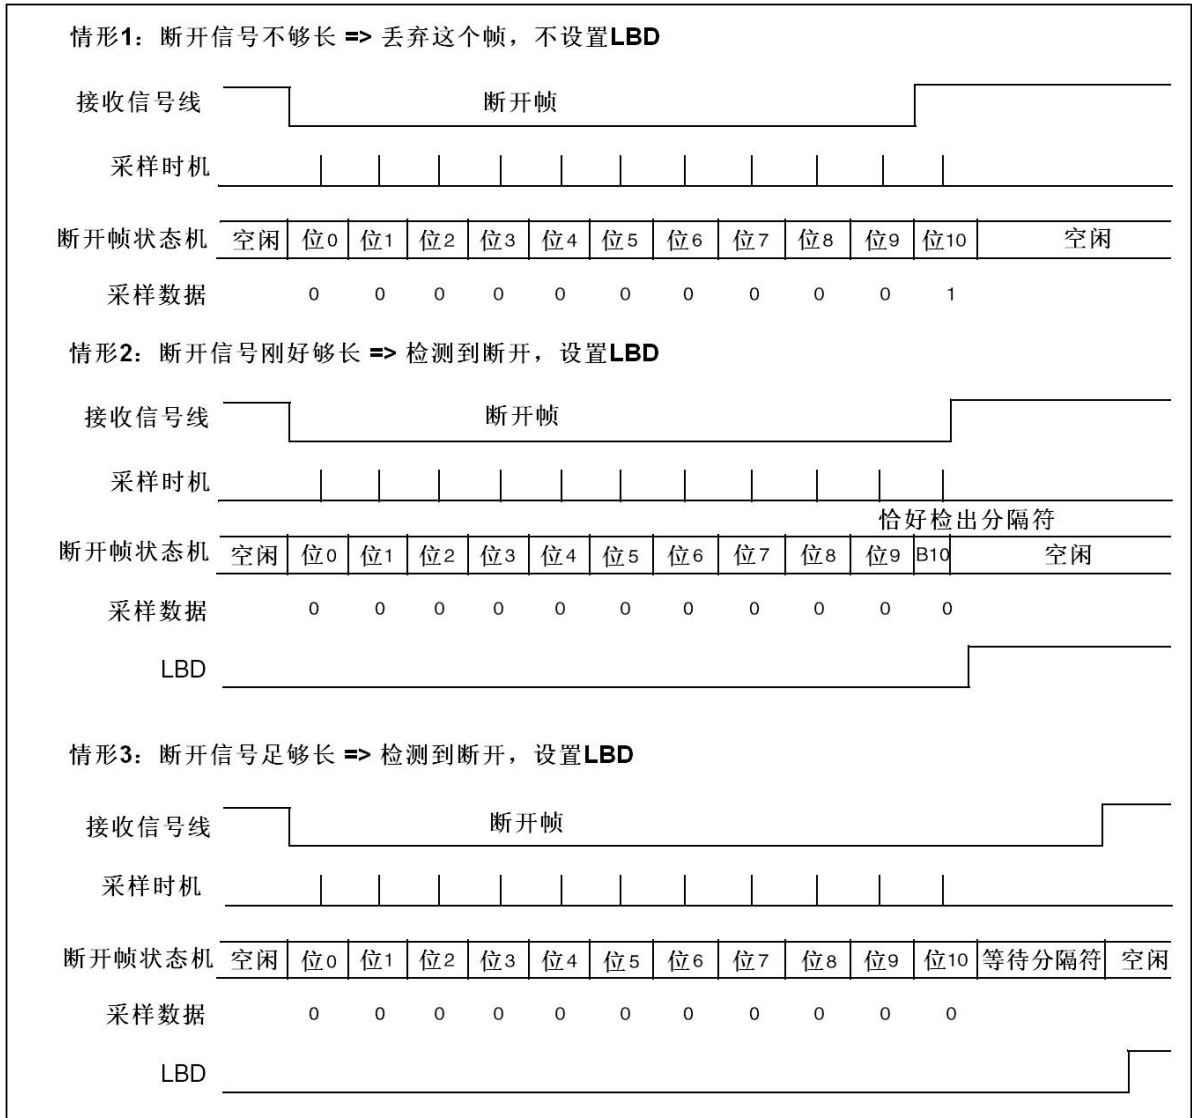 情形1：断开信号不够长 => 丢弃这个帧，不设置LBD
接收信号线 断开帧
采样时机
断开帧状态机 空闲 位0 位1 位2 位3 位4 位5 位6 位7 位8 位9 位10 空闲
采样数据 0 0 0 0 0 0 0 0 0 0 1
情形2：断开信号刚好够长 => 检测到断开，设置LBD
接收信号线 断开帧
采样时机
恰好检出分隔符
断开帧状态机 空闲 位0 位1 位2 位3 位4 位5 位6 位7 位8 位9 B10 空闲
采样数据 0 0 0 0 0 0 0 0 0 0 0
LBD
情形3：断开信号足够长 => 检测到断开，设置LBD
接收信号线 断开帧
采样时机
断开帧状态机 空闲 位0 位1 位2 位3 位4 位5 位6 位7 位8 位9 位10 等待分隔符 空闲
采样数据 0 0 0 0 0 0 0 0 0 0 0
LBD